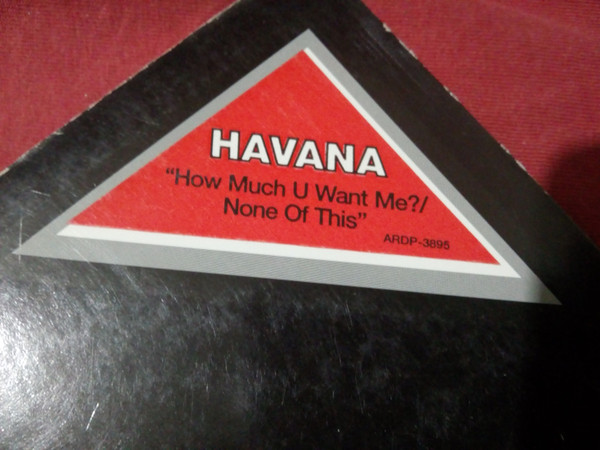 HAVANA
"How Much U Want Me?/
None Of This"
ARDP-3895